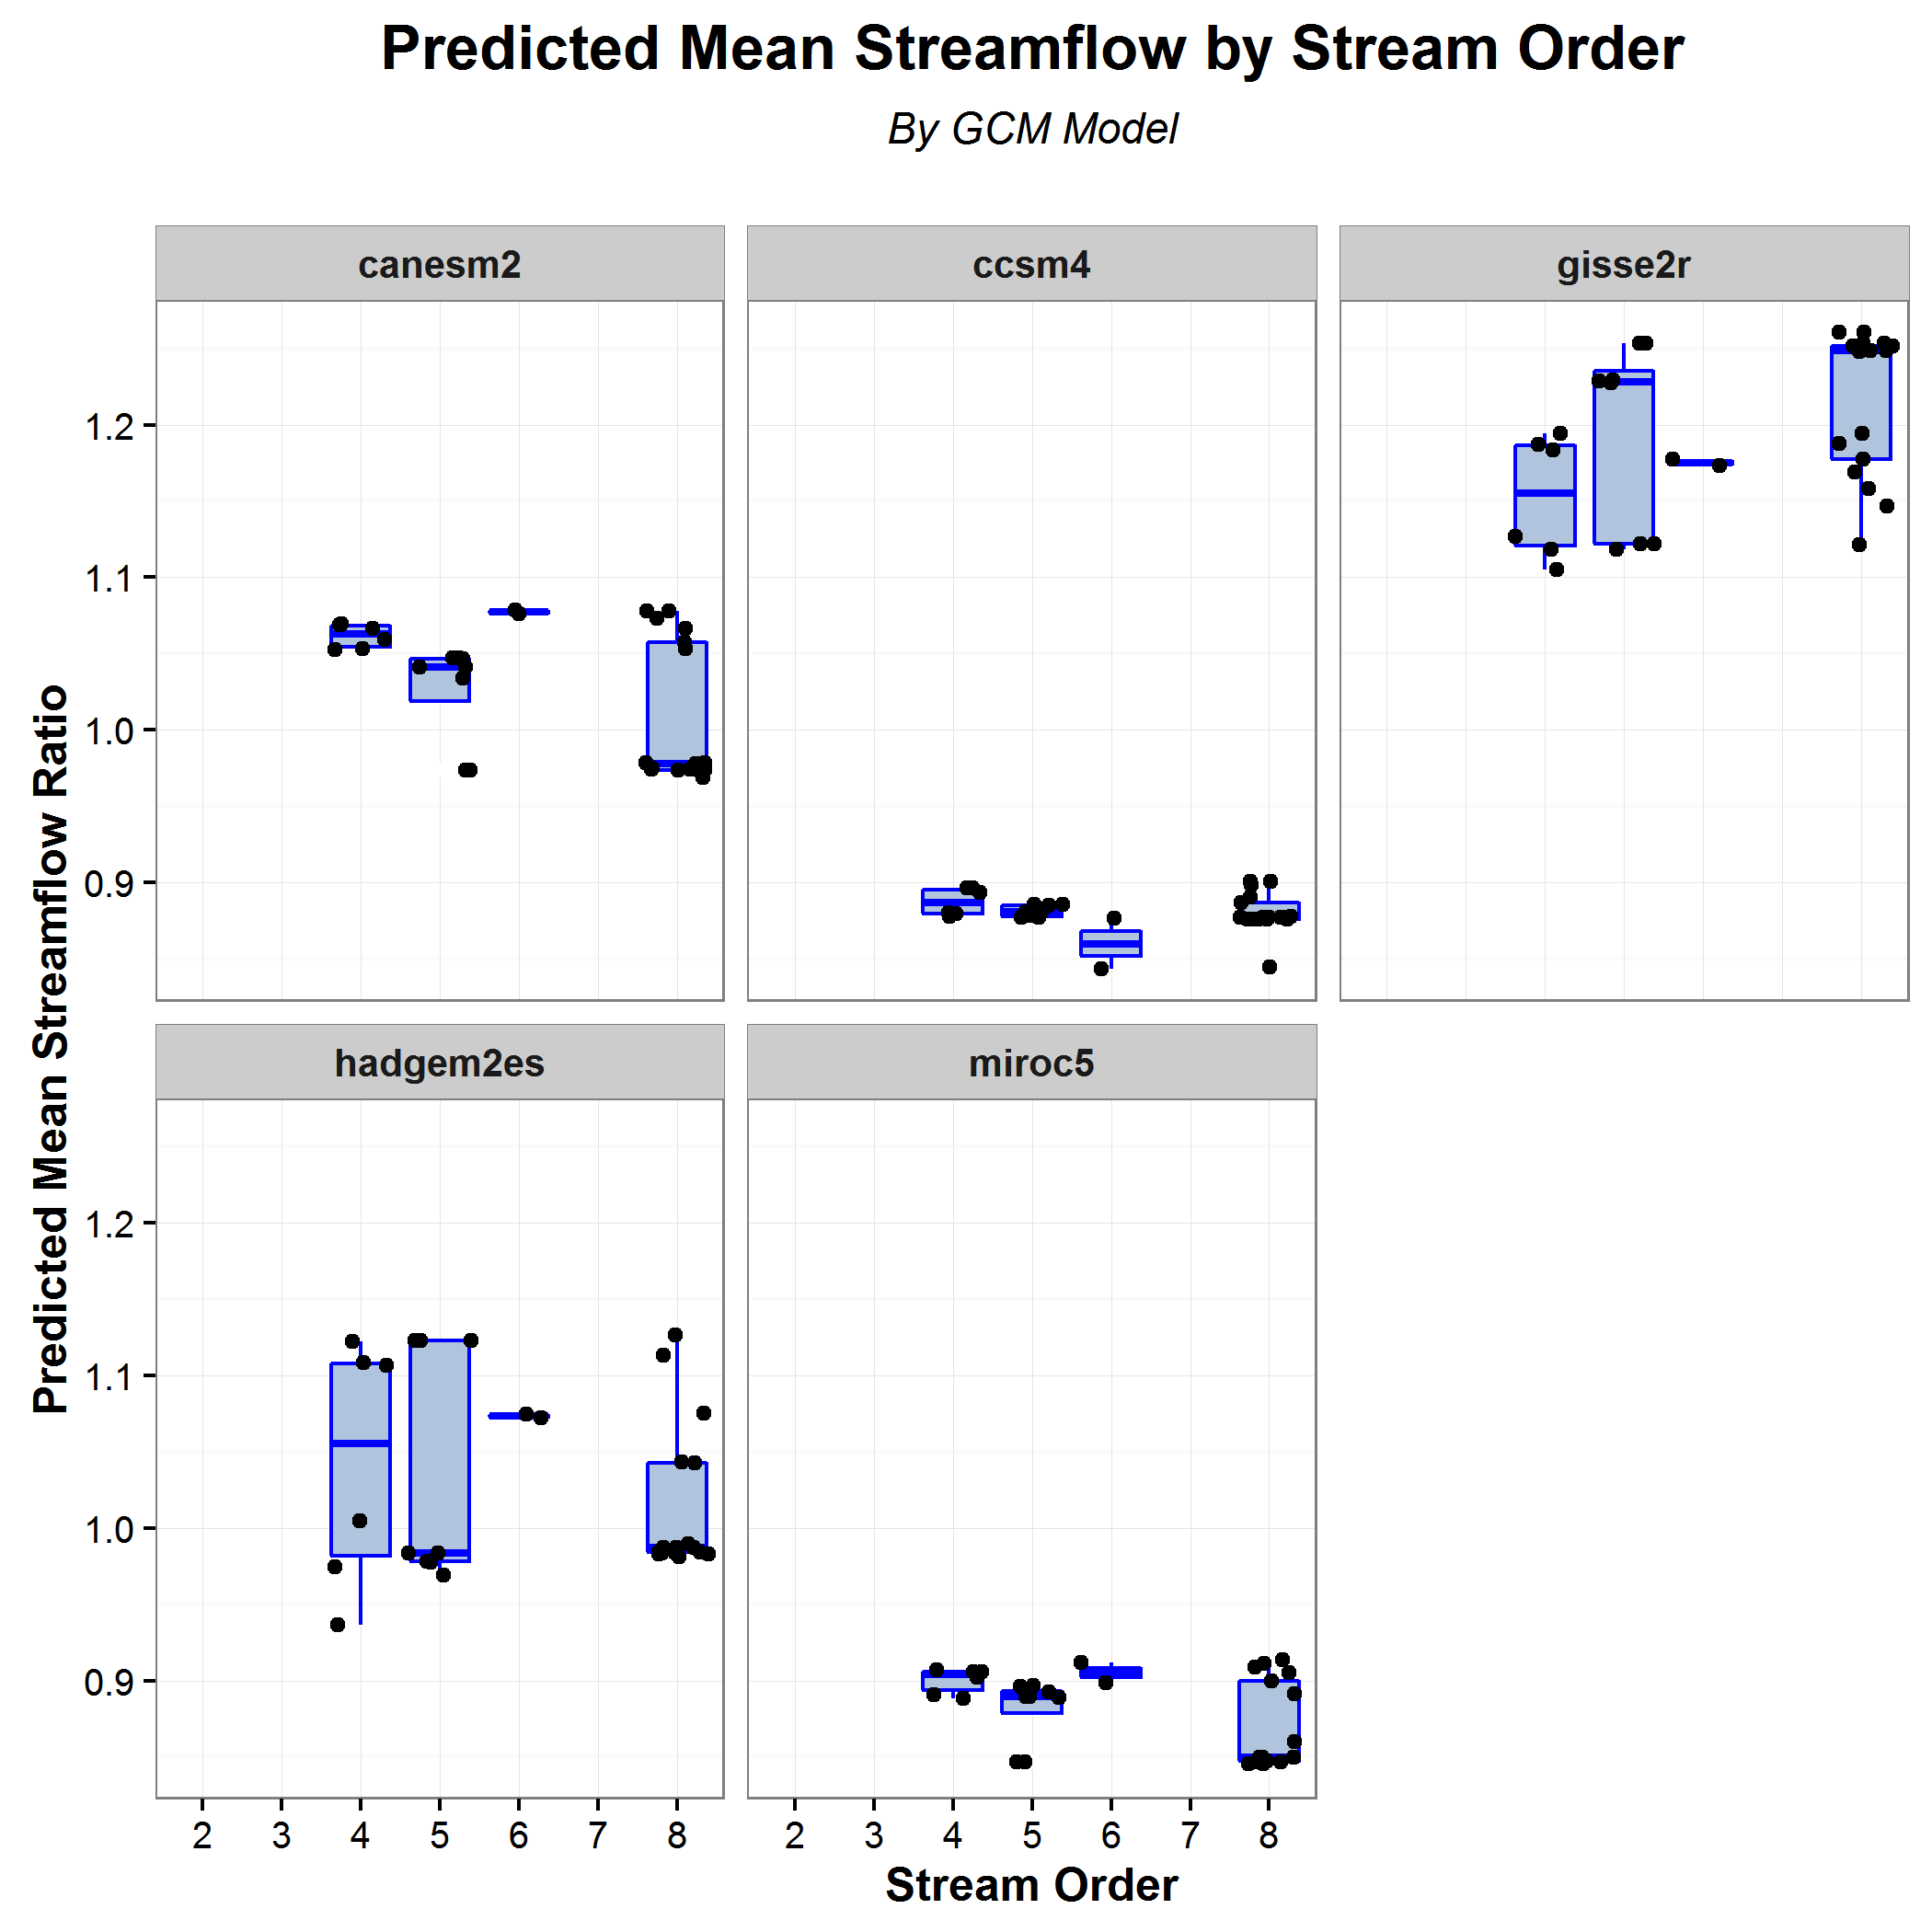 Predicted Mean Streamflow by Stream Order
By GCM Model
canesm2
ccsm4
gisse2r
1.2
1.1
1.0
0.9
Predicted Mean Streamflow Ratio
hadgem2es
miroc5
1.2
1.1
1.0
0.9
2 3 4 5 6 7 8
2 3 4 5 6 7 8
Stream Order